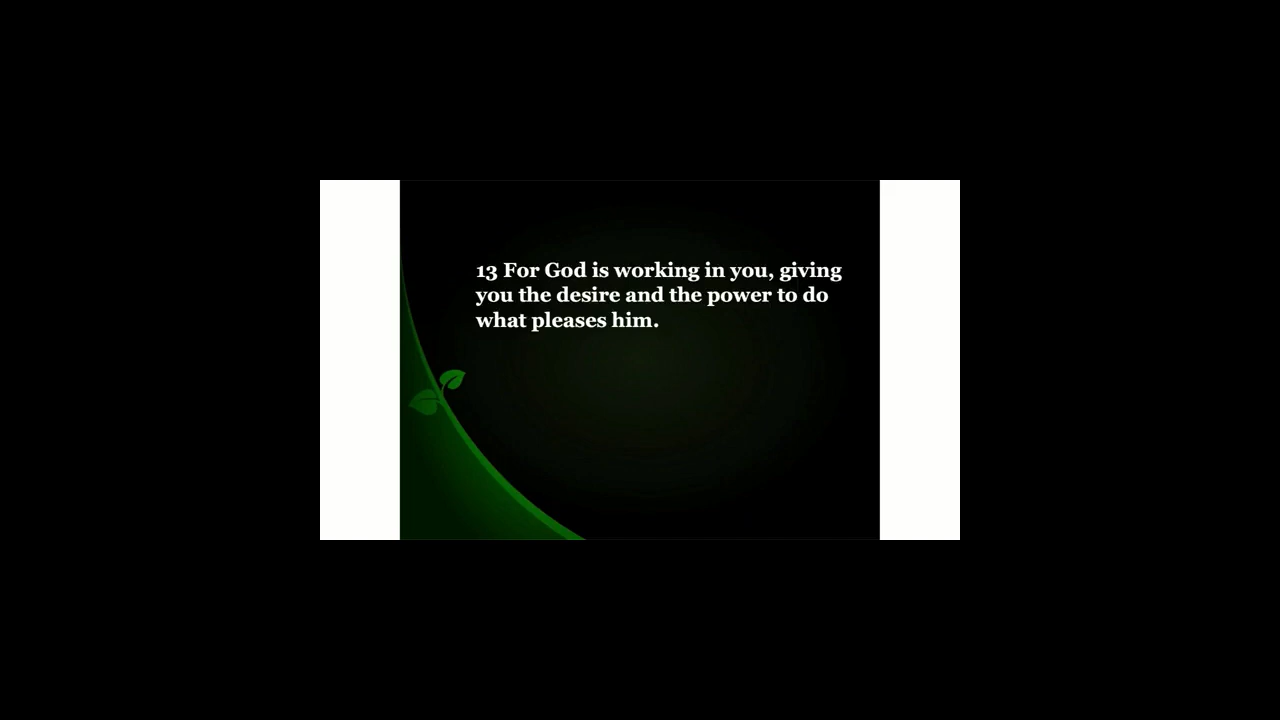 13 For God is working in you, giving
you the desire and the power to do
what pleases him.